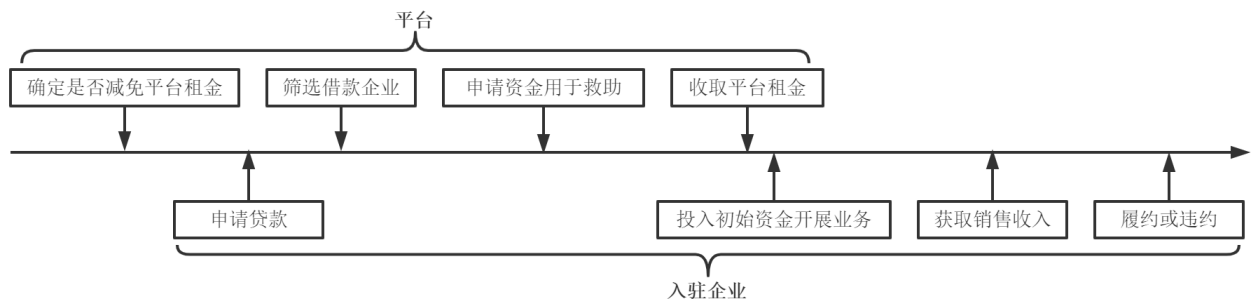 平台
确定是否减免平台租金
筛选借款企业
申请资金用于救助
收取平台租金
申请贷款
投入初始资金开展业务
获取销售收入
履约或违约
入驻企业